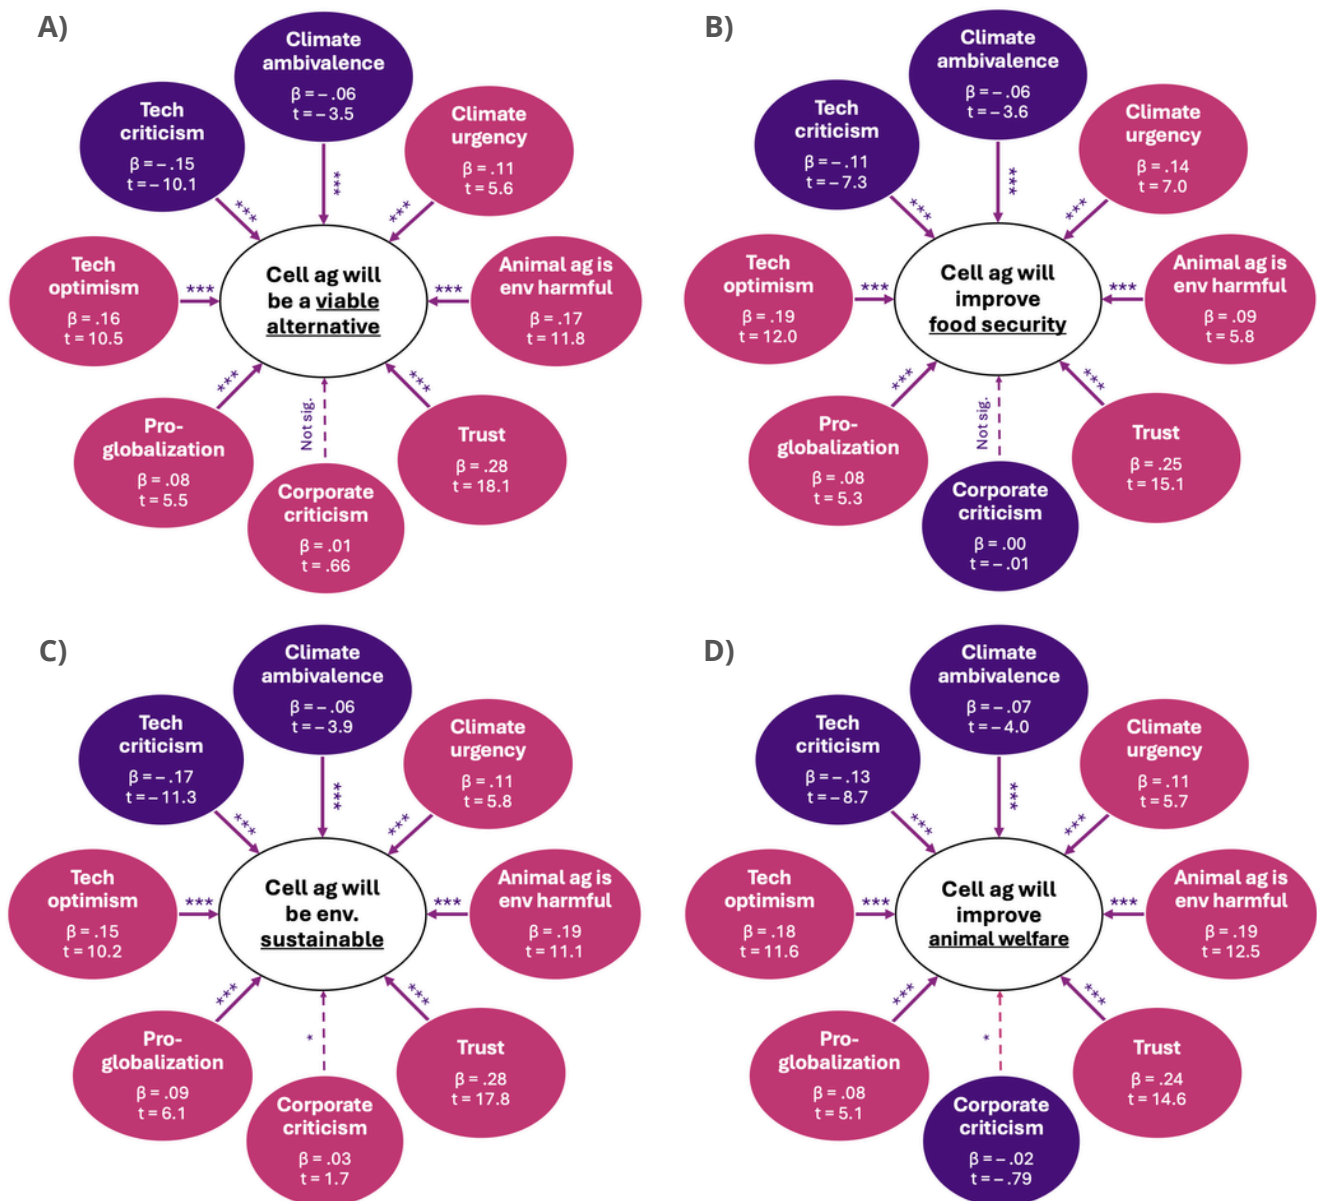 A)
Climate
ambivalence
β = – .06
t = – 3.5
Tech
criticism
β = – .15
t = – 10.1
Climate
urgency
β = .11
t = 5.6
***
***
***
Tech
optimism
β = .16
t = 10.5
***
Cell ag will
be a viable
alternative
***
Animal ag is
env harmful
β = .17
t = 11.8
***
Not sig.
***
Pro-
globalization
β = .08
t = 5.5
Corporate
criticism
β = .01
t = .66
Trust
β = .28
t = 18.1
B)
Climate
ambivalence
β = – .06
t = – 3.6
Tech
criticism
β = – .11
t = – 7.3
Climate
urgency
β = .14
t = 7.0
***
***
***
Tech
optimism
β = .19
t = 12.0
***
Cell ag will
improve
food security
***
Animal ag is
env harmful
β = .09
t = 5.8
***
Not sig.
***
Pro-
globalization
β = .08
t = 5.3
Corporate
criticism
β = .00
t = – .01
Trust
β = .25
t = 15.1
C)
Climate
ambivalence
β = – .06
t = – 3.9
Tech
criticism
β = – .17
t = – 11.3
Climate
urgency
β = .11
t = 5.8
***
***
***
Tech
optimism
β = .15
t = 10.2
***
Cell ag will
be env.
sustainable
***
Animal ag is
env harmful
β = .19
t = 11.1
***
*
***
Pro-
globalization
β = .09
t = 6.1
Corporate
criticism
β = .03
t = 1.7
Trust
β = .28
t = 17.8
D)
Climate
ambivalence
β = – .07
t = – 4.0
Tech
criticism
β = – .13
t = – 8.7
Climate
urgency
β = .11
t = 5.7
***
***
***
Tech
optimism
β = .18
t = 11.6
***
Cell ag will
improve
animal welfare
***
Animal ag is
env harmful
β = .19
t = 12.5
***
*
***
Pro-
globalization
β = .08
t = 5.1
Corporate
criticism
β = – .02
t = – .79
Trust
β = .24
t = 14.6